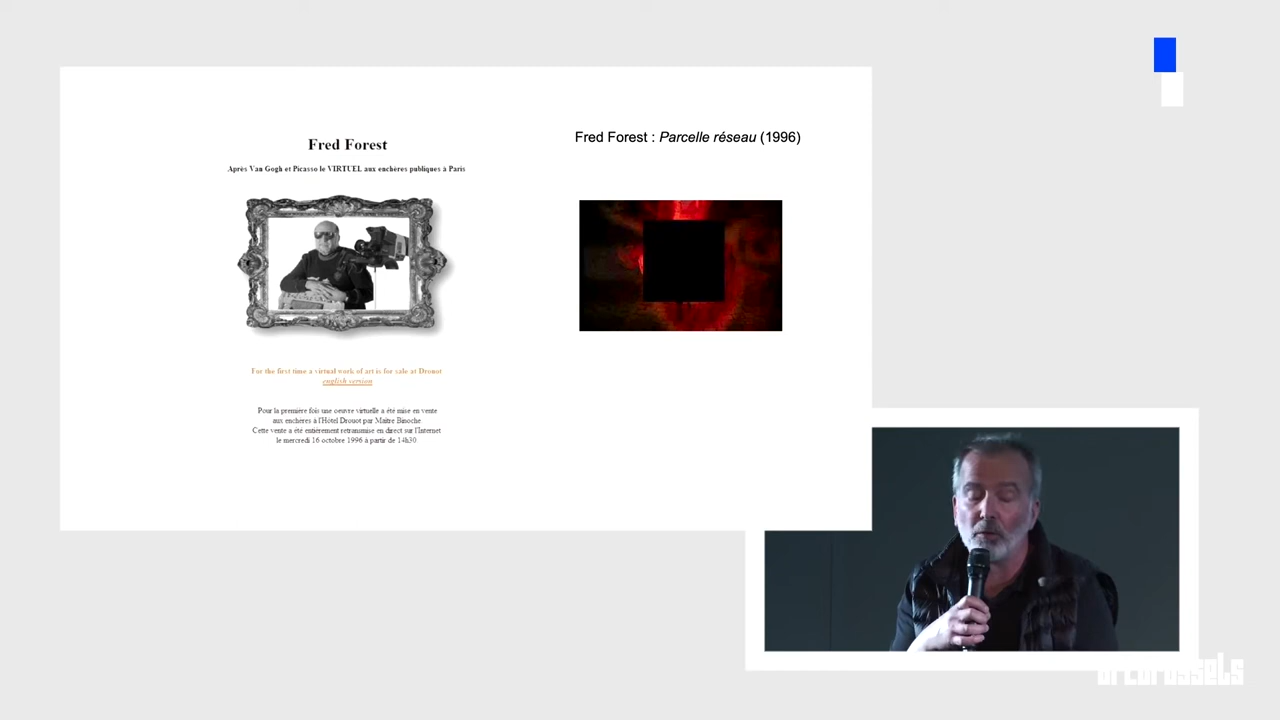 Fred Forest
Après Van Gogh et Picasso le VIRTUEL aux enchères publiques à Paris
For the first time a virtual work of art is for sale at Drouot
english version
Pour la première fois une oeuvre virtuelle a été mise en vente
aux enchères à l'Hôtel Drouot par Maître Binoche
Cette vente a été entièrement retransmise en direct sur l'Internet
le mercredi 16 octobre 1996 à partir de 14h30
Fred Forest : Parcelle réseau (1996)